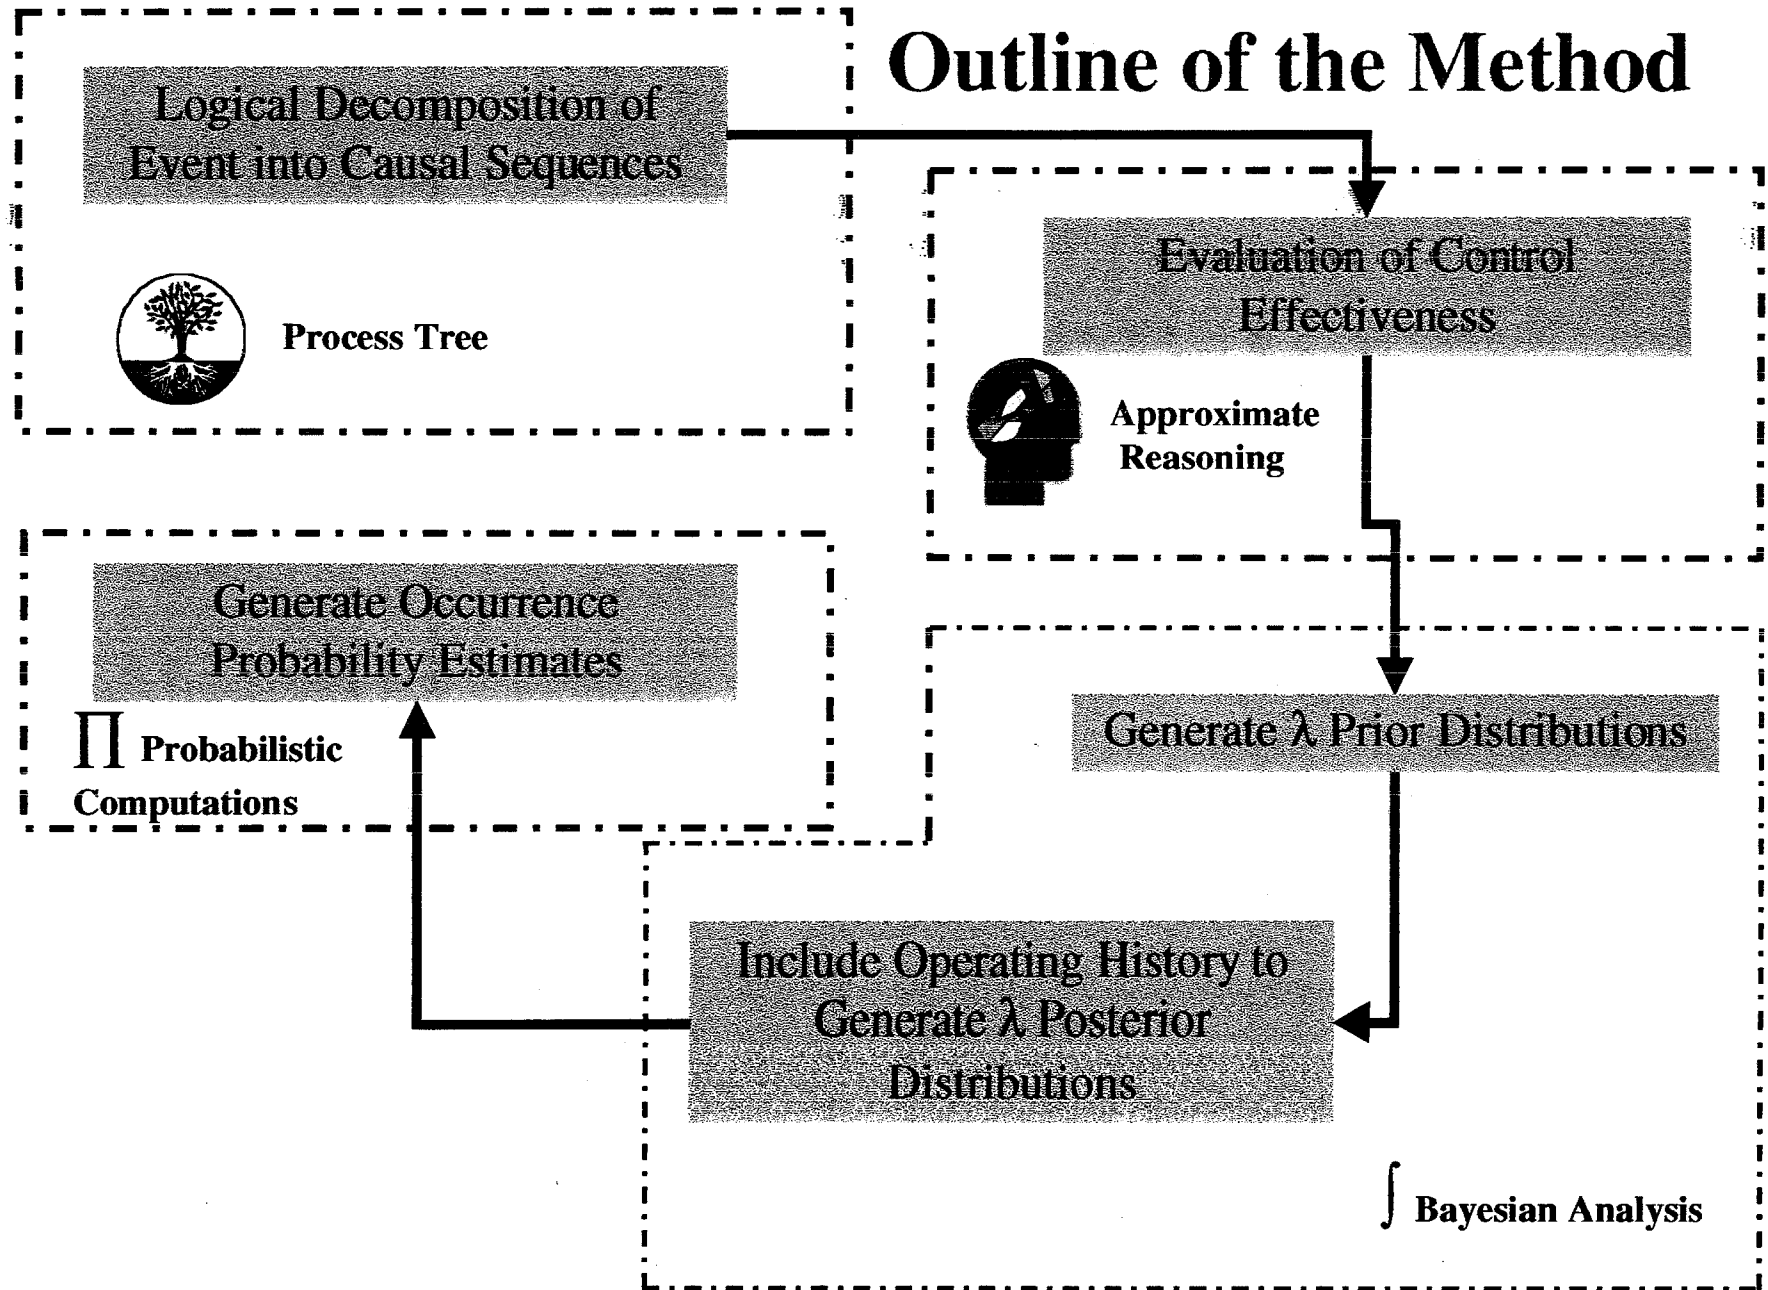 Outline of the Method
Logical Decomposition of
Event into Causal Sequences
Process Tree
Evaluation of Control
Effectiveness
Approximate
Reasoning
Generate λ Prior Distributions
Include Operating History to
Generate λ Posterior
Distributions
∫ Bayesian Analysis
Generate Occurrence
Probability Estimates
∏ Probabilistic
Computations